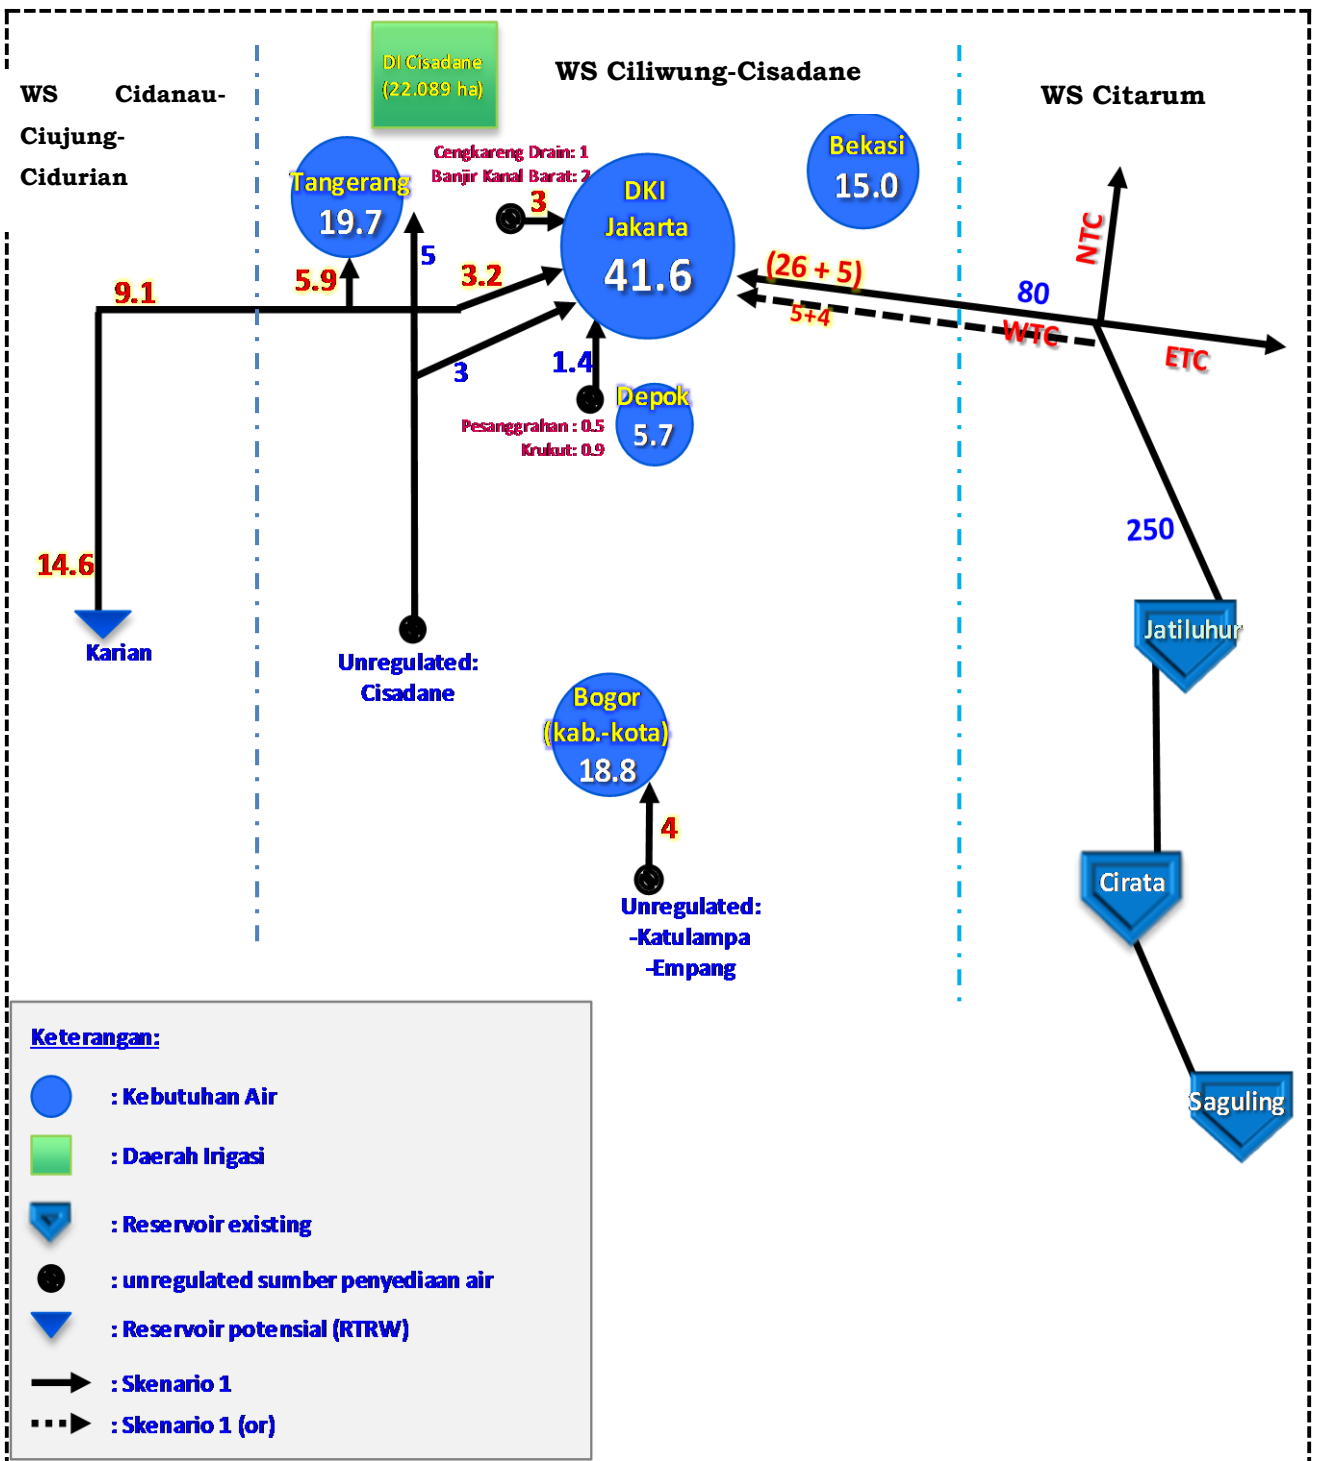 WS Cidanau-
Ciujung-
Cidurian
DI Cisadane
(22.089 ha)
WS Ciliwung-Cisadane
WS Citarum
Cengkareng Drain: 1
Banjir Kanal Barat: 2
Tangerang
19.7
3
DKI
Jakarta
41.6
Bekasi
15.0
NTC
5
5.9
3.2
9.1
(26 + 5)
5+4
80
WTC
ETC
3
1.4
Depok
5.7
Pesanggrahan : 0.5
Krukut: 0.9
250
14.6
Karian
Unregulated:
Cisadane
Jatiluhur
Bogor
(kab.-kota)
18.8
4
Unregulated:
-Katulampa
-Empang
Cirata
Saguling
Keterangan:
: Kebutuhan Air
: Daerah Irigasi
: Reservoir existing
: unregulated sumber penyediaan air
: Reservoir potensial (RTRW)
: Skenario 1
: Skenario 1 (or)